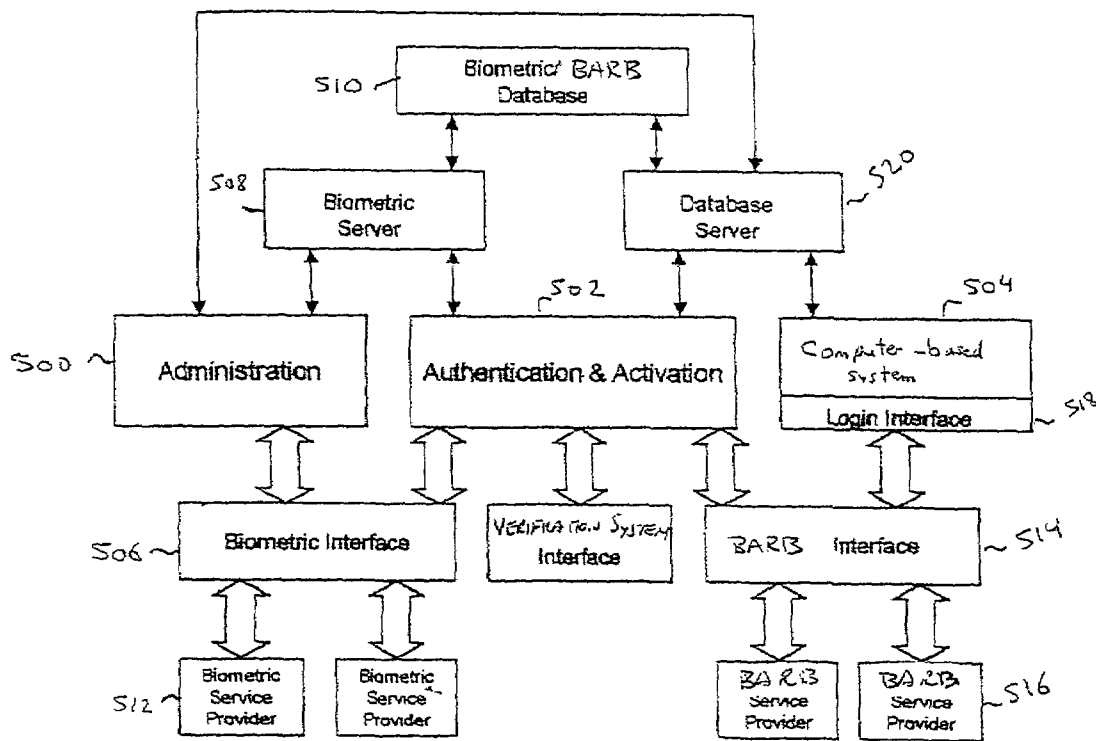 510
Biometric/ BARB
Database
508
Biometric
Server
Database
Server
520
502
504
500
Administration
Authentication & Activation
Computer-based
system
Login Interface
518
506
Biometric Interface
VERIFICATION SYSTEM
Interface
BARB Interface
514
512
Biometric
Service
Provider
Biometric
Service
Provider
BARB
Service
Provider
BARB
Service
Provider
516